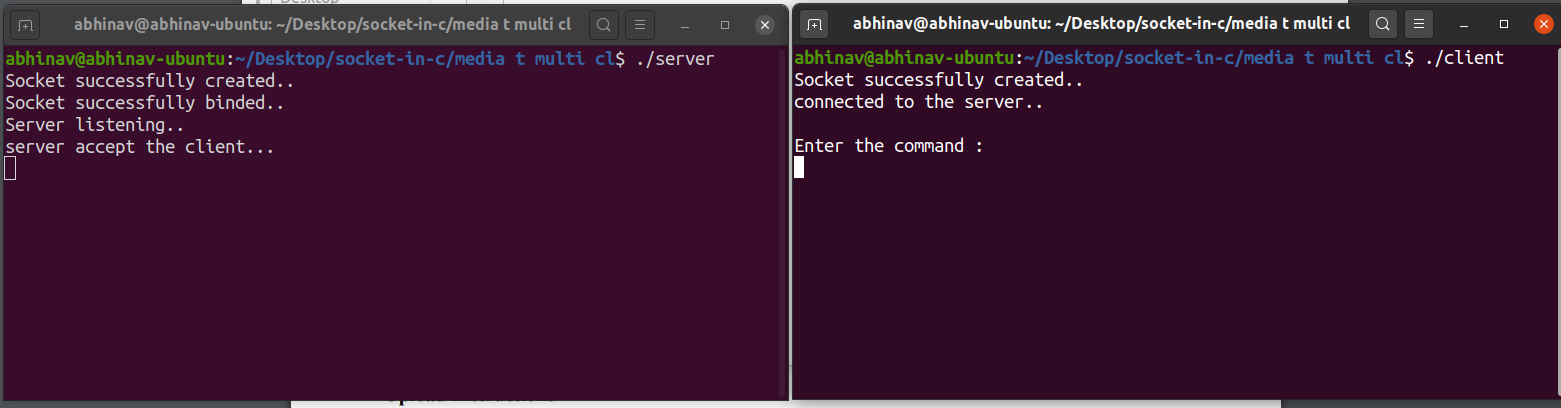 Desktop
abhinav@abhinav-ubuntu: ~/Desktop/socket-in-c/media t multi cl
abhinav@abhinav-ubuntu:~/Desktop/socket-in-c/media t multi cl$ ./server
Socket successfully created..
Socket successfully binded..
Server listening..
server accept the client...
abhinav@abhinav-ubuntu: ~/Desktop/socket-in-c/media t multi cl
abhinav@abhinav-ubuntu:~/Desktop/socket-in-c/media t multi cl$ ./client
Socket successfully created..
connected to the server..
Enter the command :